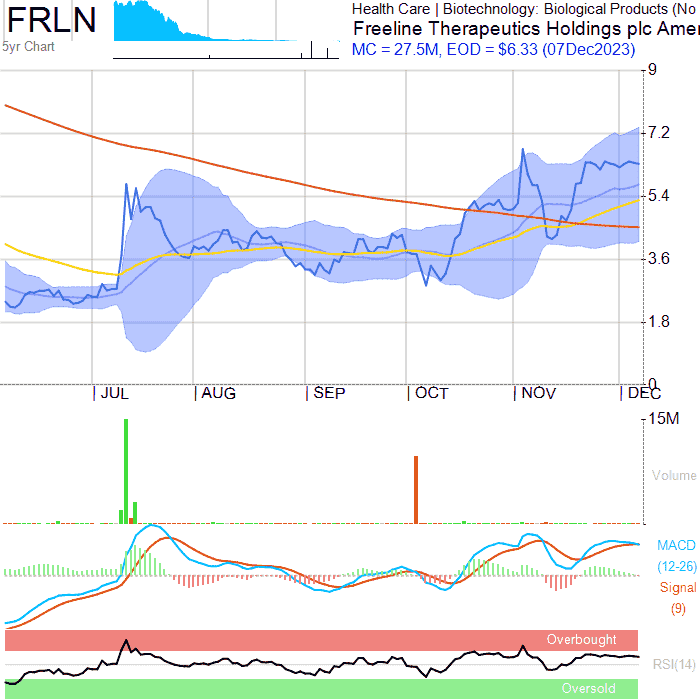 FRLN
5yr Chart
Health Care | Biotechnology: Biological Products (No
Freeline Therapeutics Holdings plc Amer
MC = 27.5M, EOD = $6.33 (07Dec2023)
9
7.2
5.4
3.6
1.8
0
JUL AUG SEP OCT NOV DEC
15M
Volume
MACD
(12-26)
Signal
(9)
Overbought
RSI(14)
Oversold